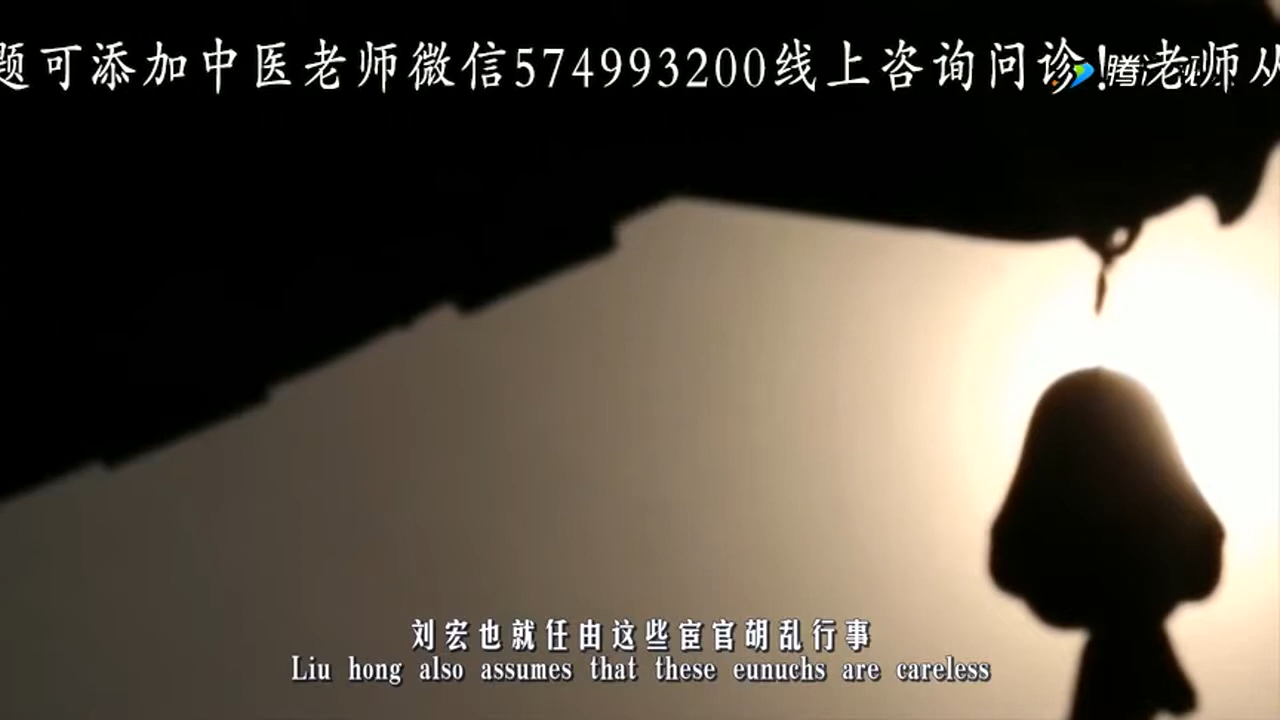 题可添加中医老师微信574993200线上咨询问诊!老师从
刘宏也就任由这些宦官胡乱行事
Liu hong also assumes that these eunuchs are careless